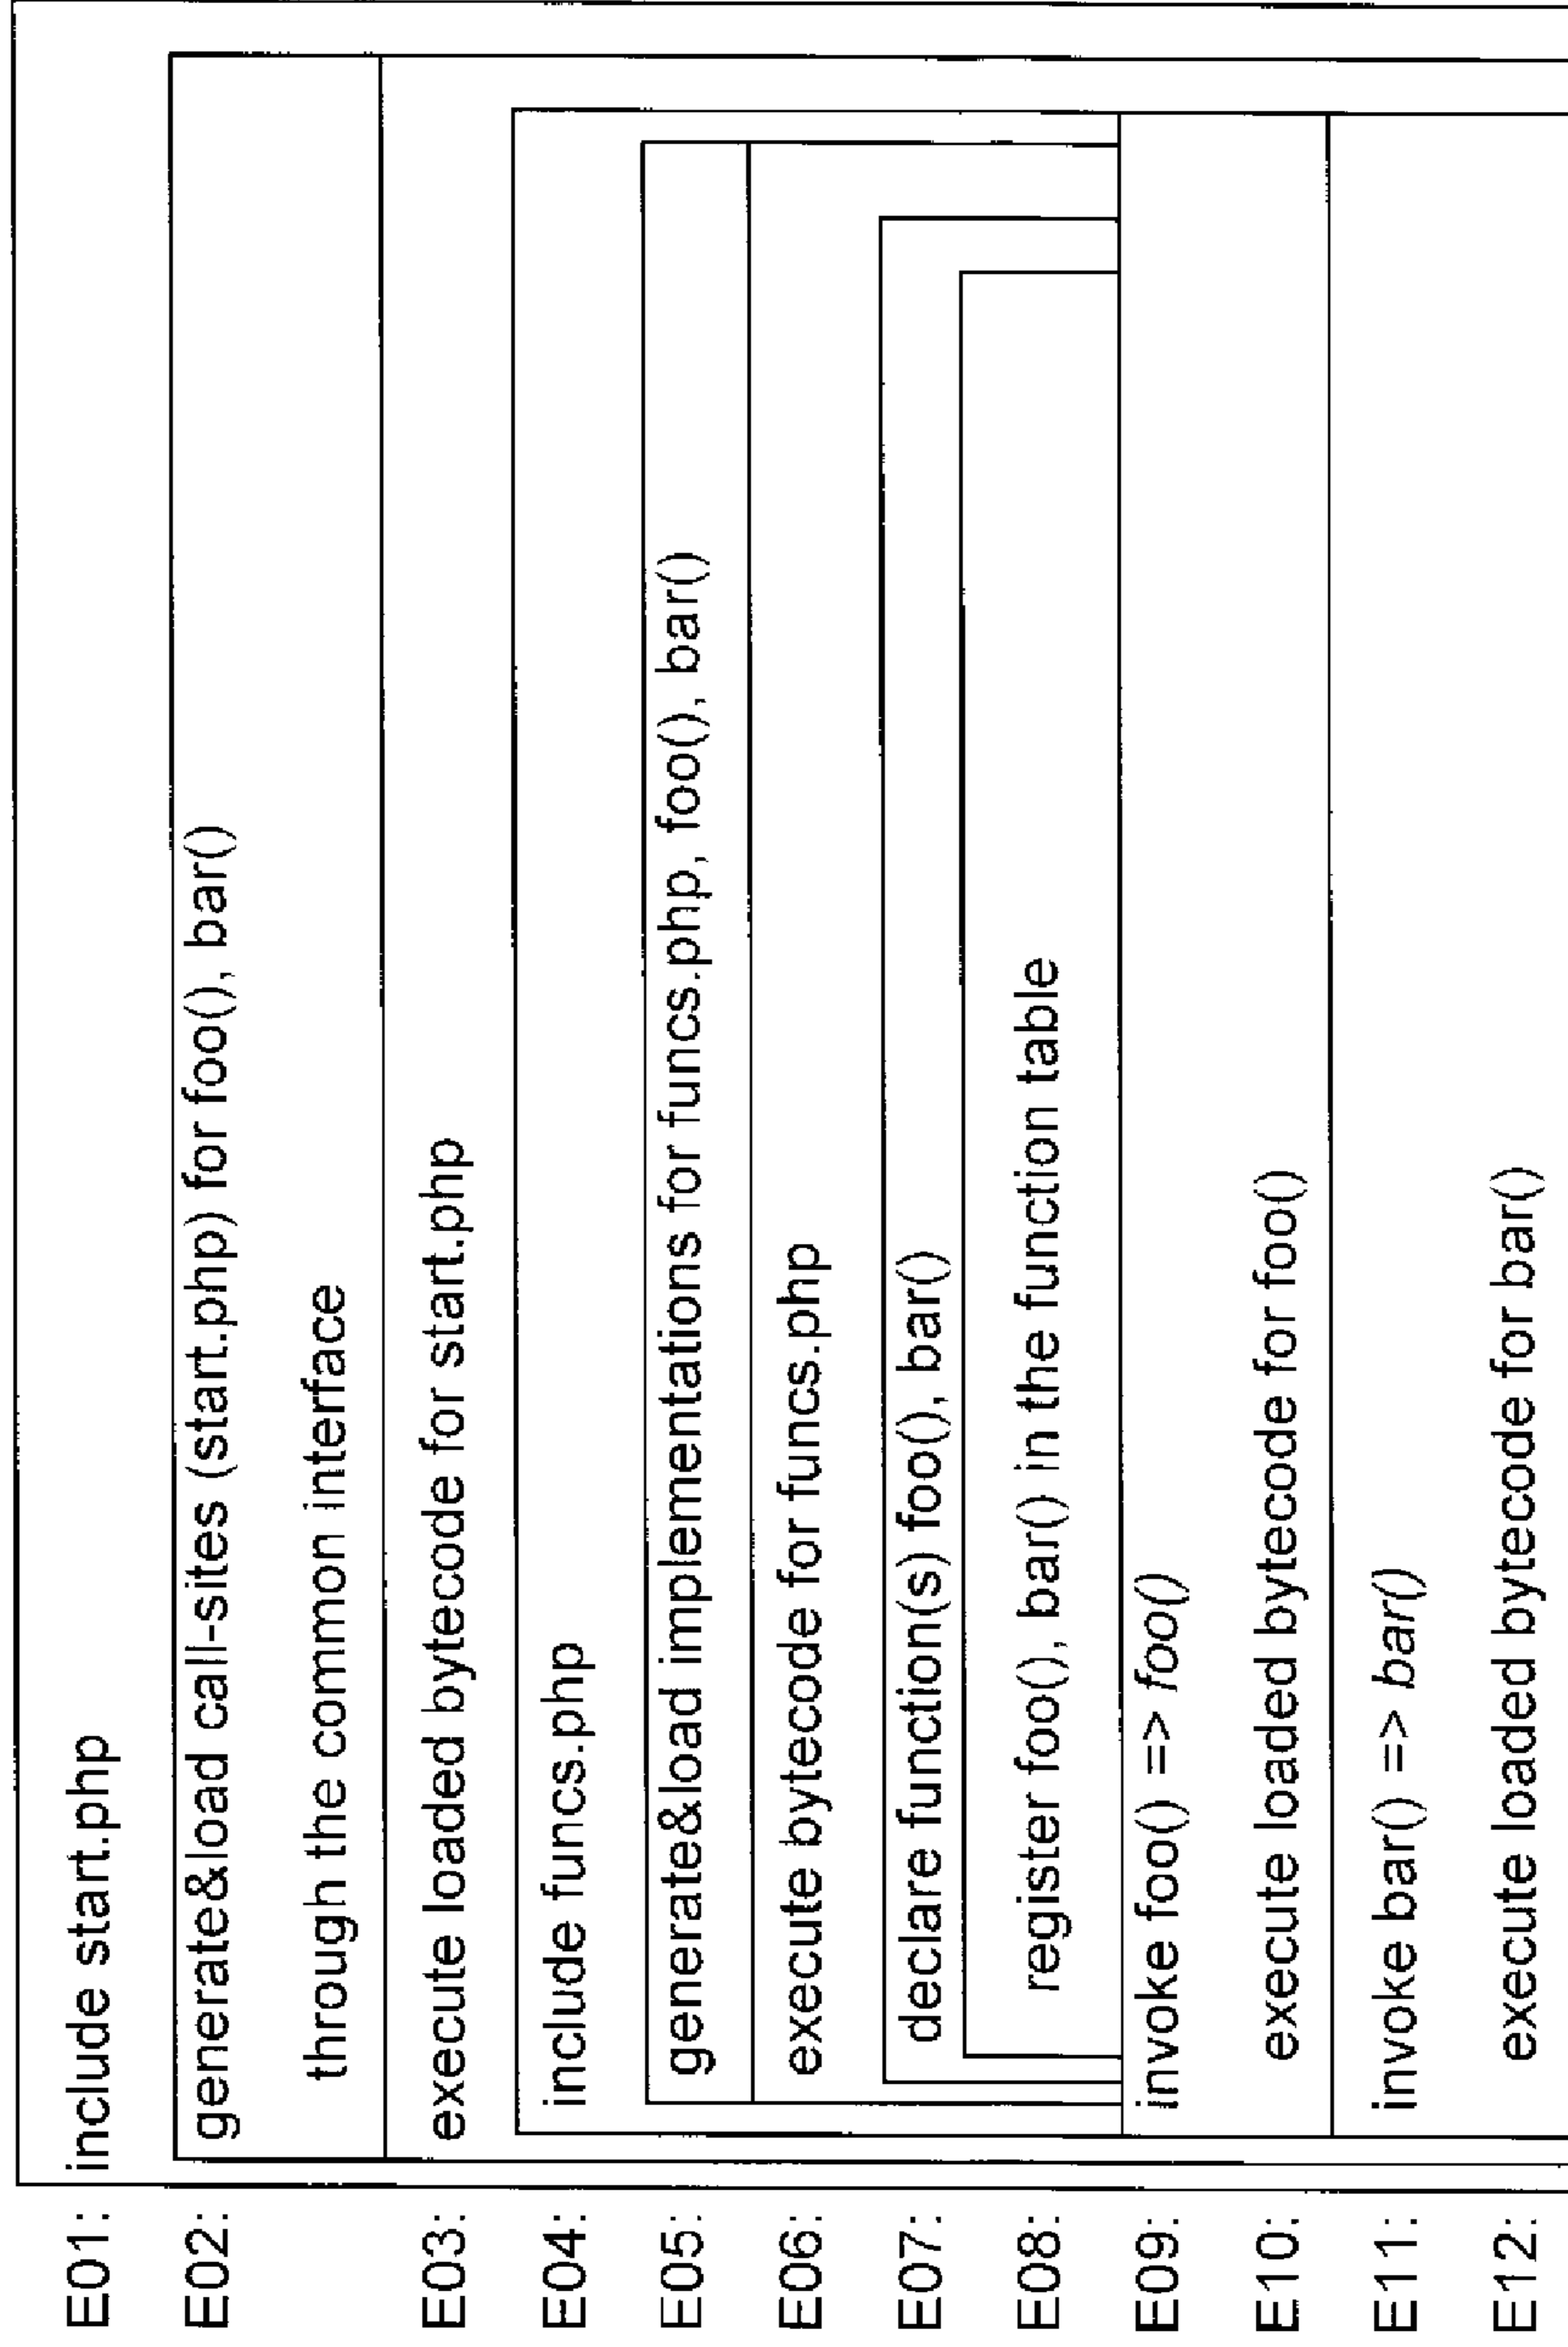 E01: include start.php
E02: generate&load call-sites (start.php) for foo(), bar()
through the common interface
E03: execute loaded bytecode for start.php
E04: include funcs.php
E05: generate&load implementations for funcs.php, foo(), bar()
E06: execute bytecode for funcs.php
E07: declare function(s) foo(), bar()
E08: register foo(), bar() in the function table
E09: invoke foo() => foo()
E10: execute loaded bytecode for foo()
E11: invoke bar() => bar()
E12: execute loaded bytecode for bar()